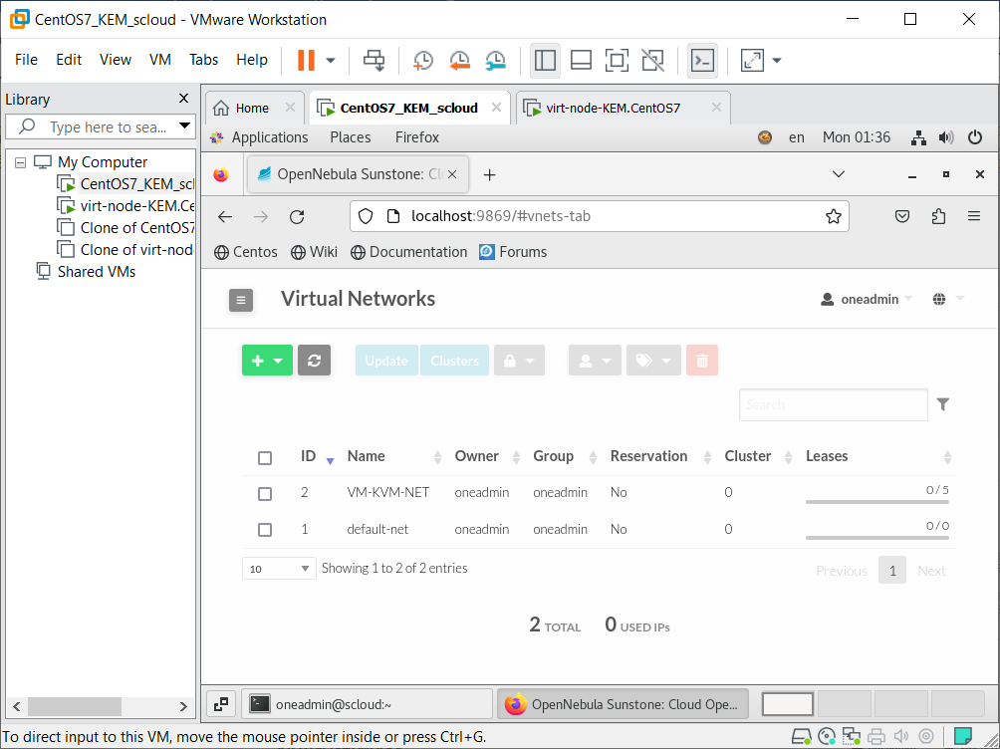 CentOS7_KEM_scloud - VMware Workstation
File Edit View VM Tabs Help
Library
Type here to sea...
My Computer
CentOS7_KEM_scl
virt-node-KEM.Ce
Clone of CentOS7
Clone of virt-nod
Shared VMs
Home CentOS7_KEM_scloud virt-node-KEM.CentOS7
Applications Places Firefox en Mon 01:36
OpenNebula Sunstone: Cl
localhost:9869/#vnets-tab
Centos Wiki Documentation Forums
Virtual Networks oneadmin
Update Clusters
Search
ID Name Owner Group Reservation Cluster Leases
2 VM-KVM-NET oneadmin oneadmin No 0 0 / 5
1 default-net oneadmin oneadmin No 0 0 / 0
10 Showing 1 to 2 of 2 entries Previous 1 Next
2 TOTAL 0 USED IPs
oneadmin@scloud:~ OpenNebula Sunstone: Cloud Ope...
To direct input to this VM, move the mouse pointer inside or press Ctrl+G.